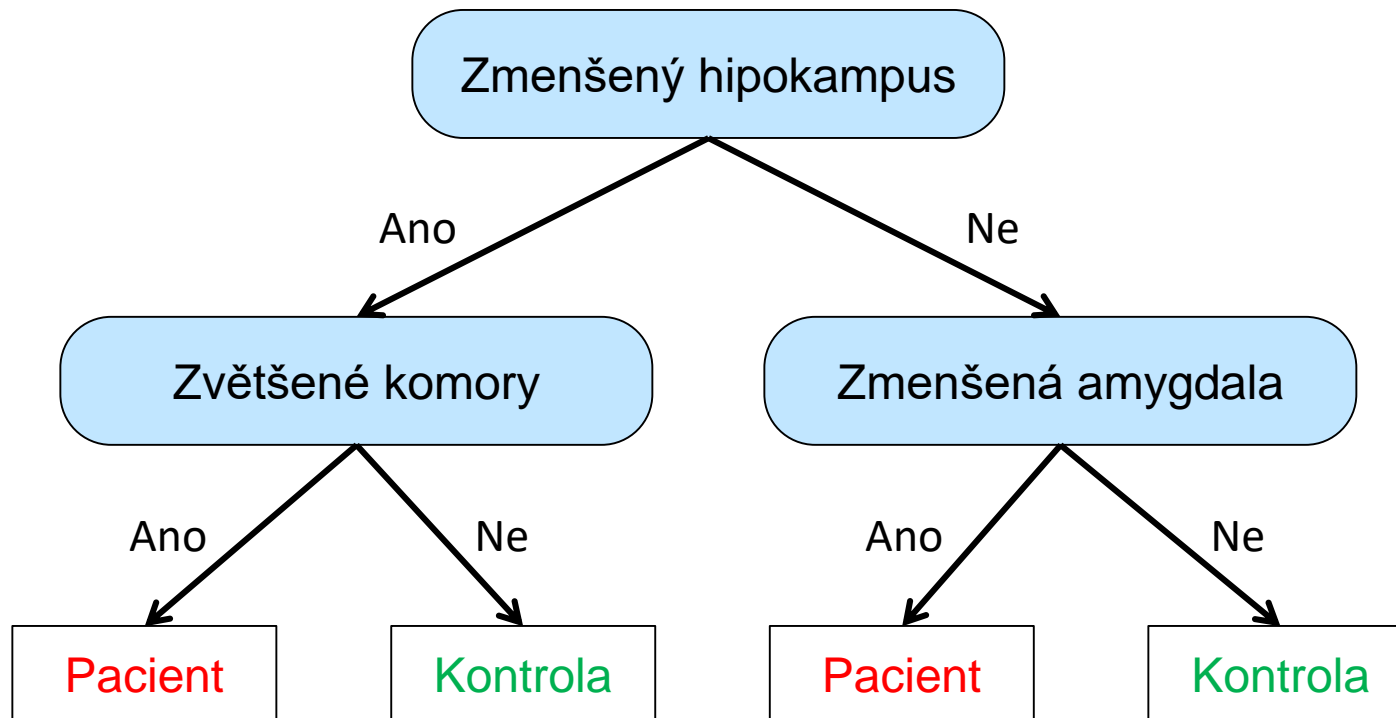 Zmenšený hipokampus
Ano
Ne
Zvětšené komory
Zmenšená amygdala
Ano
Ne
Ano
Ne
Pacient
Kontrola
Pacient
Kontrola